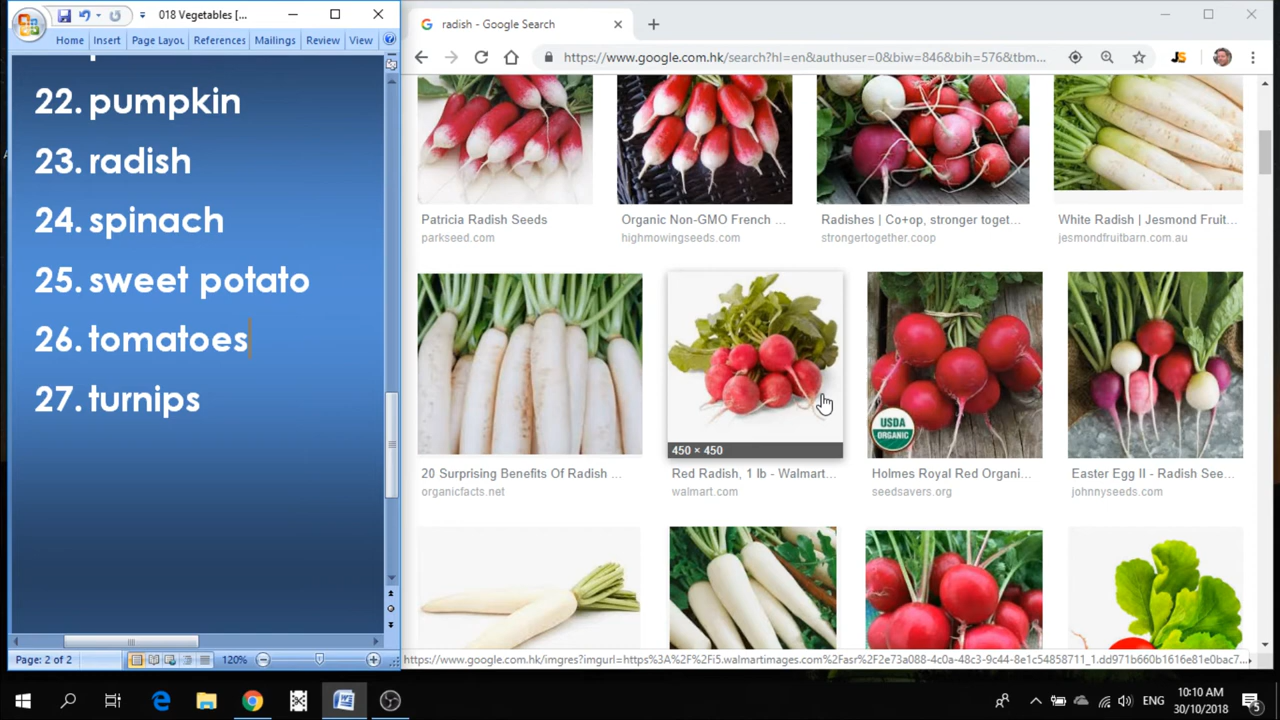 018 Vegetables [...
Home Insert Page Layou References Mailings Review View
22. pumpkin
23. radish
24. spinach
25. sweet potato
26. tomatoes
27. turnips
Page: 2 of 2
120%
radish - Google Search
https://www.google.com.hk/search?hl=en&authuser=0&biw=846&bih=576&tbm...
JS
Patricia Radish Seeds
parkseed.com
Organic Non-GMO French ...
highmowingseeds.com
Radishes | Co+op, stronger toget...
strongertogether.coop
White Radish | Jesmond Fruit...
jesmondfruitbarn.com.au
450 × 450
USDA
ORGANIC
20 Surprising Benefits Of Radish ...
organicfacts.net
Red Radish, 1 lb - Walmart...
walmart.com
Holmes Royal Red Organi...
seedsavers.org
Easter Egg II - Radish See...
johnnyseeds.com
https://www.google.com.hk/imgres?imgurl=https%3A%2F%2Fi5.walmartimages.com%2Fasr%2F2e73a088-4c0a-48c3-9c44-8e1c54858711_1.dd971b660b1616e81e0bac7...
ENG
10:10 AM
30/10/2018
5